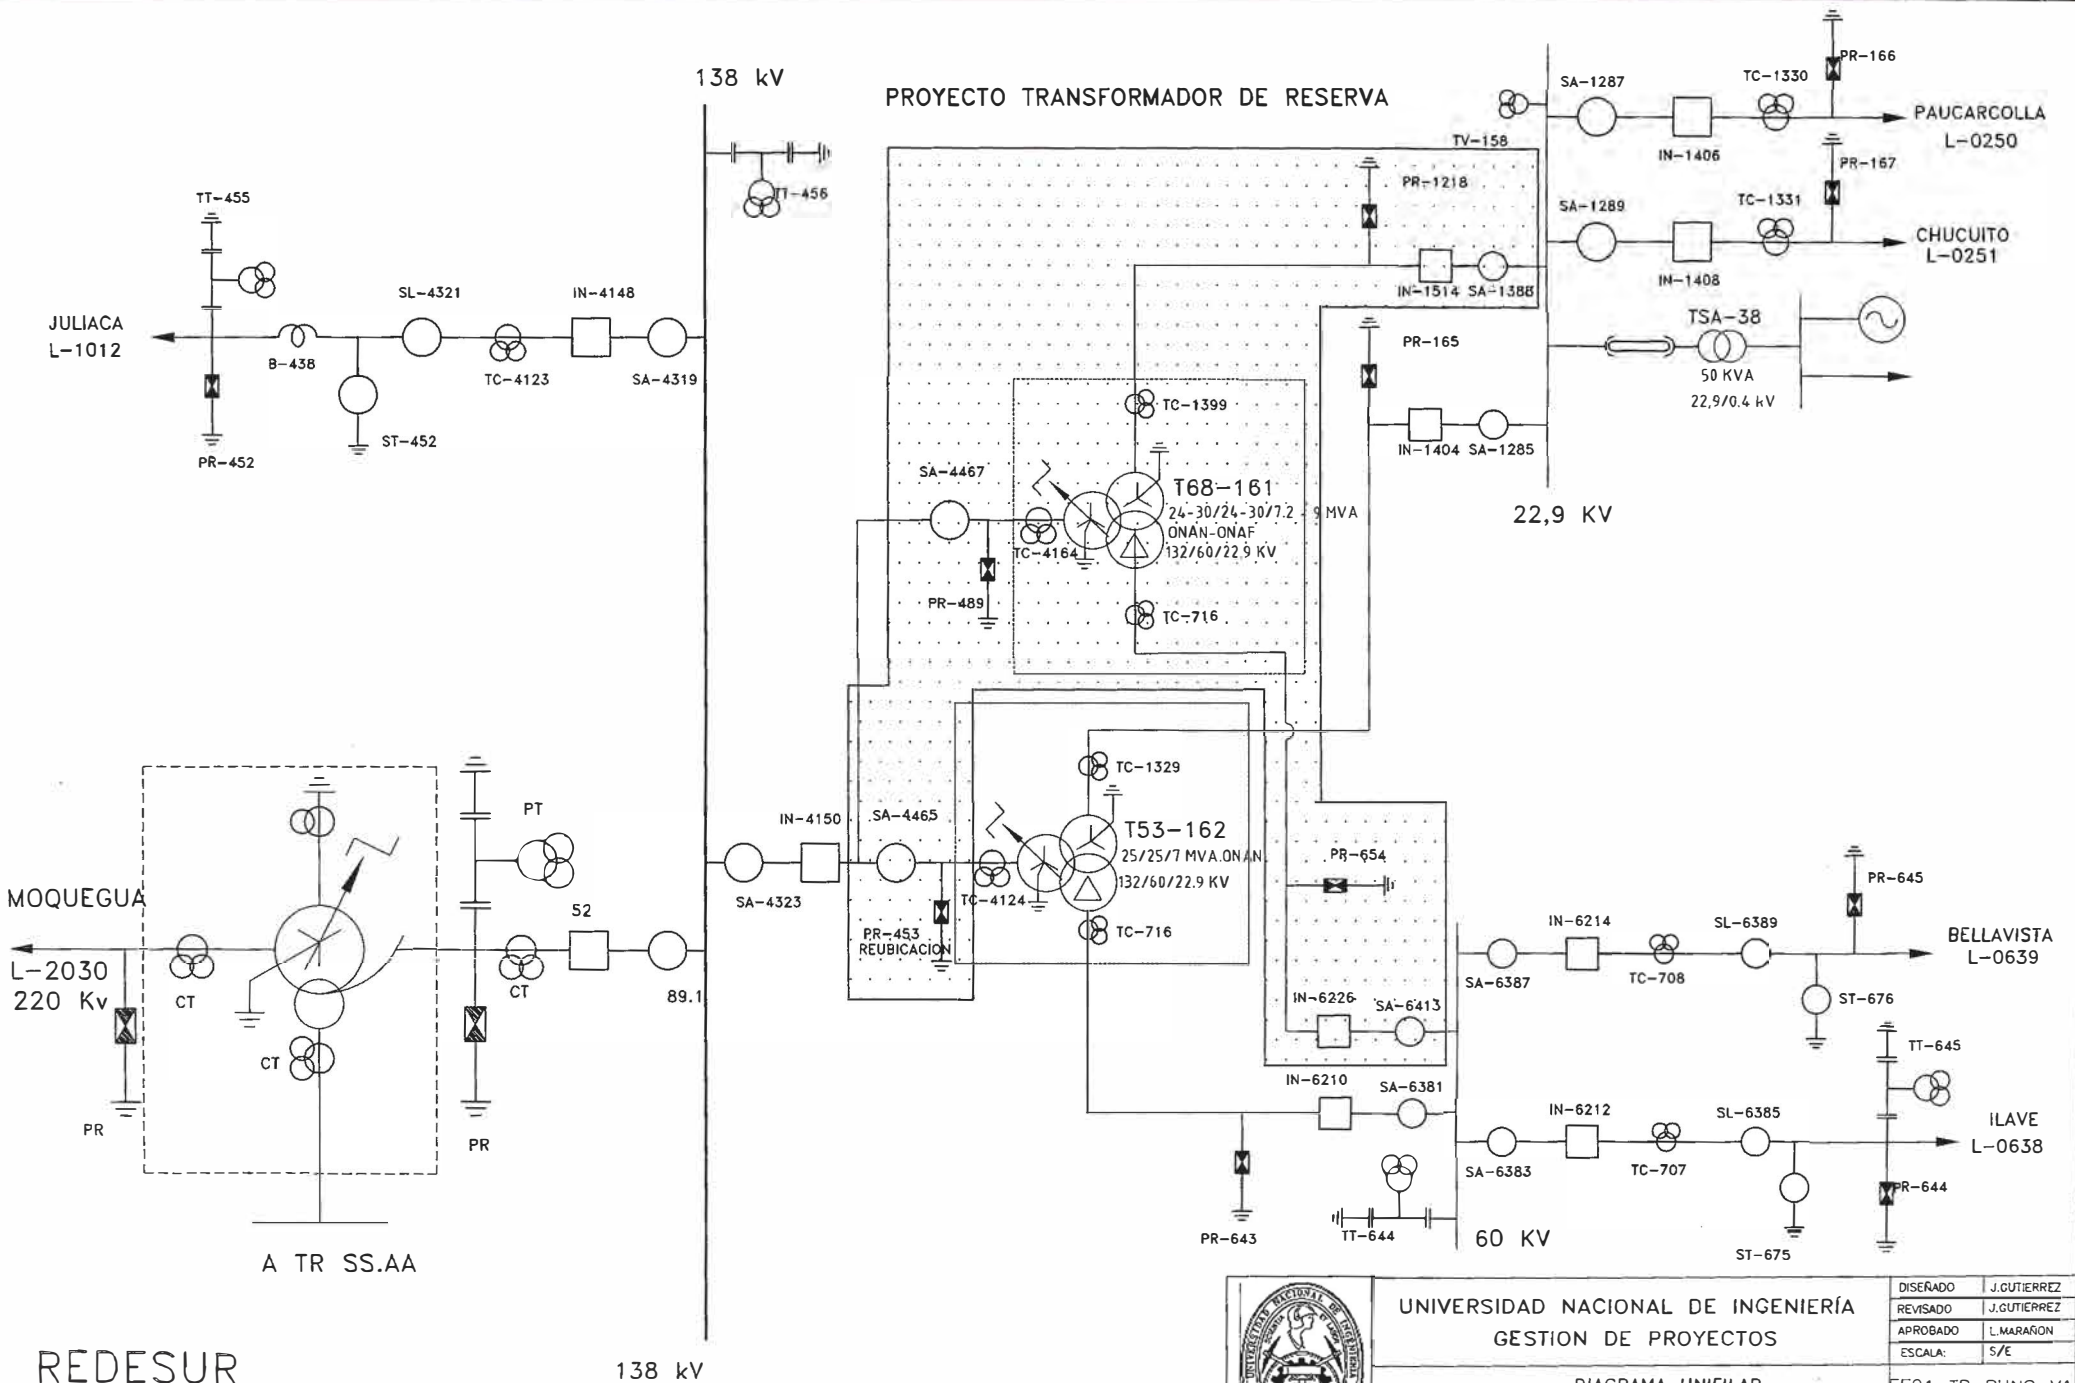 138 kV
PROYECTO TRANSFORMADOR DE RESERVA
TT-456
TT-455
JULIACA
L-1012
B-438
SL-4321
TC-4123
IN-4148
SA-4319
ST-452
PR-452
TV-158
SA-1287
IN-1406
TC-1330
PR-166
PAUCARCOLLA
L-0250
PR-1218
SA-1289
IN-1408
TC-1331
PR-167
CHUCUITO
L-0251
IN-1514 SA-1388
TSA-38
50 KVA
22,9/0.4 kV
PR-165
IN-1404 SA-1285
22,9 KV
TC-1399
SA-4467
T68-161
24-30/24-30/7.2 - 9 MVA
ONAN-ONAF
132/60/22.9 KV
TC-4164
PR-489
TC-716
TC-1329
IN-4150
SA-4465
SA-4323
T53-162
25/25/7 MVA.ONAN
132/60/22.9 KV
TC-4124
PR-453
REUBICACION
TC-716
PR-654
MOQUEGUA
L-2030
220 Kv
CT
CT
PR
PT
52
CT
89.1
PR
A TR SS.AA
IN-6226
SA-6413
IN-6210
SA-6381
PR-643
TT-644
60 KV
SA-6387
IN-6214
TC-708
SL-6389
PR-645
BELLAVISTA
L-0639
ST-676
TT-645
SA-6383
IN-6212
TC-707
SL-6385
ILAVE
L-0638
PR-644
ST-675
REDESUR
138 kV
UNIVERSIDAD NACIONAL DE INGENIERIA
SCIENTIA ET LABOR
UNIVERSIDAD NACIONAL DE INGENIERÍA
GESTION DE PROYECTOS
DISEÑADO J.GUTIERREZ
REVISADO J.GUTIERREZ
APROBADO L.MARAÑON
ESCALA: S/E
DIAGRAMA UNIFILAR